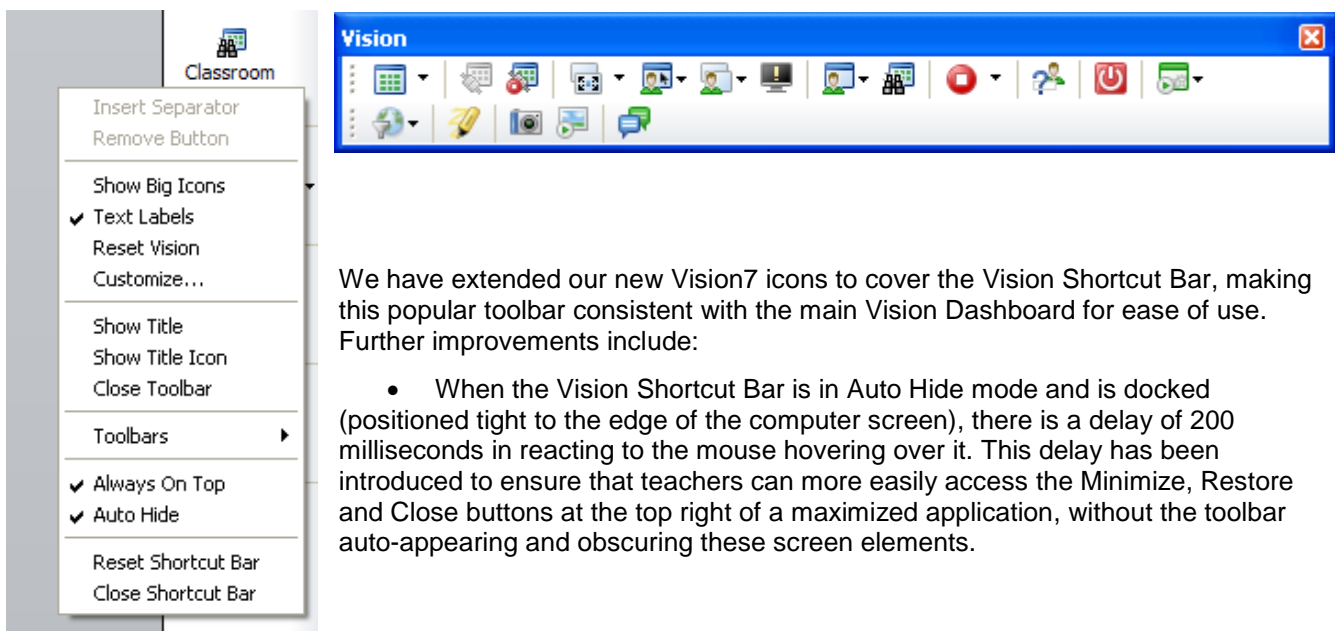 Classroom
Insert Separator
Remove Button
Show Big Icons
Text Labels
Reset Vision
Customize...
Show Title
Show Title Icon
Close Toolbar
Toolbars
Always On Top
Auto Hide
Reset Shortcut Bar
Close Shortcut Bar
Vision
We have extended our new Vision7 icons to cover the Vision Shortcut Bar, making
this popular toolbar consistent with the main Vision Dashboard for ease of use.
Further improvements include:
• When the Vision Shortcut Bar is in Auto Hide mode and is docked
(positioned tight to the edge of the computer screen), there is a delay of 200
milliseconds in reacting to the mouse hovering over it. This delay has been
introduced to ensure that teachers can more easily access the Minimize, Restore
and Close buttons at the top right of a maximized application, without the toolbar
auto-appearing and obscuring these screen elements.